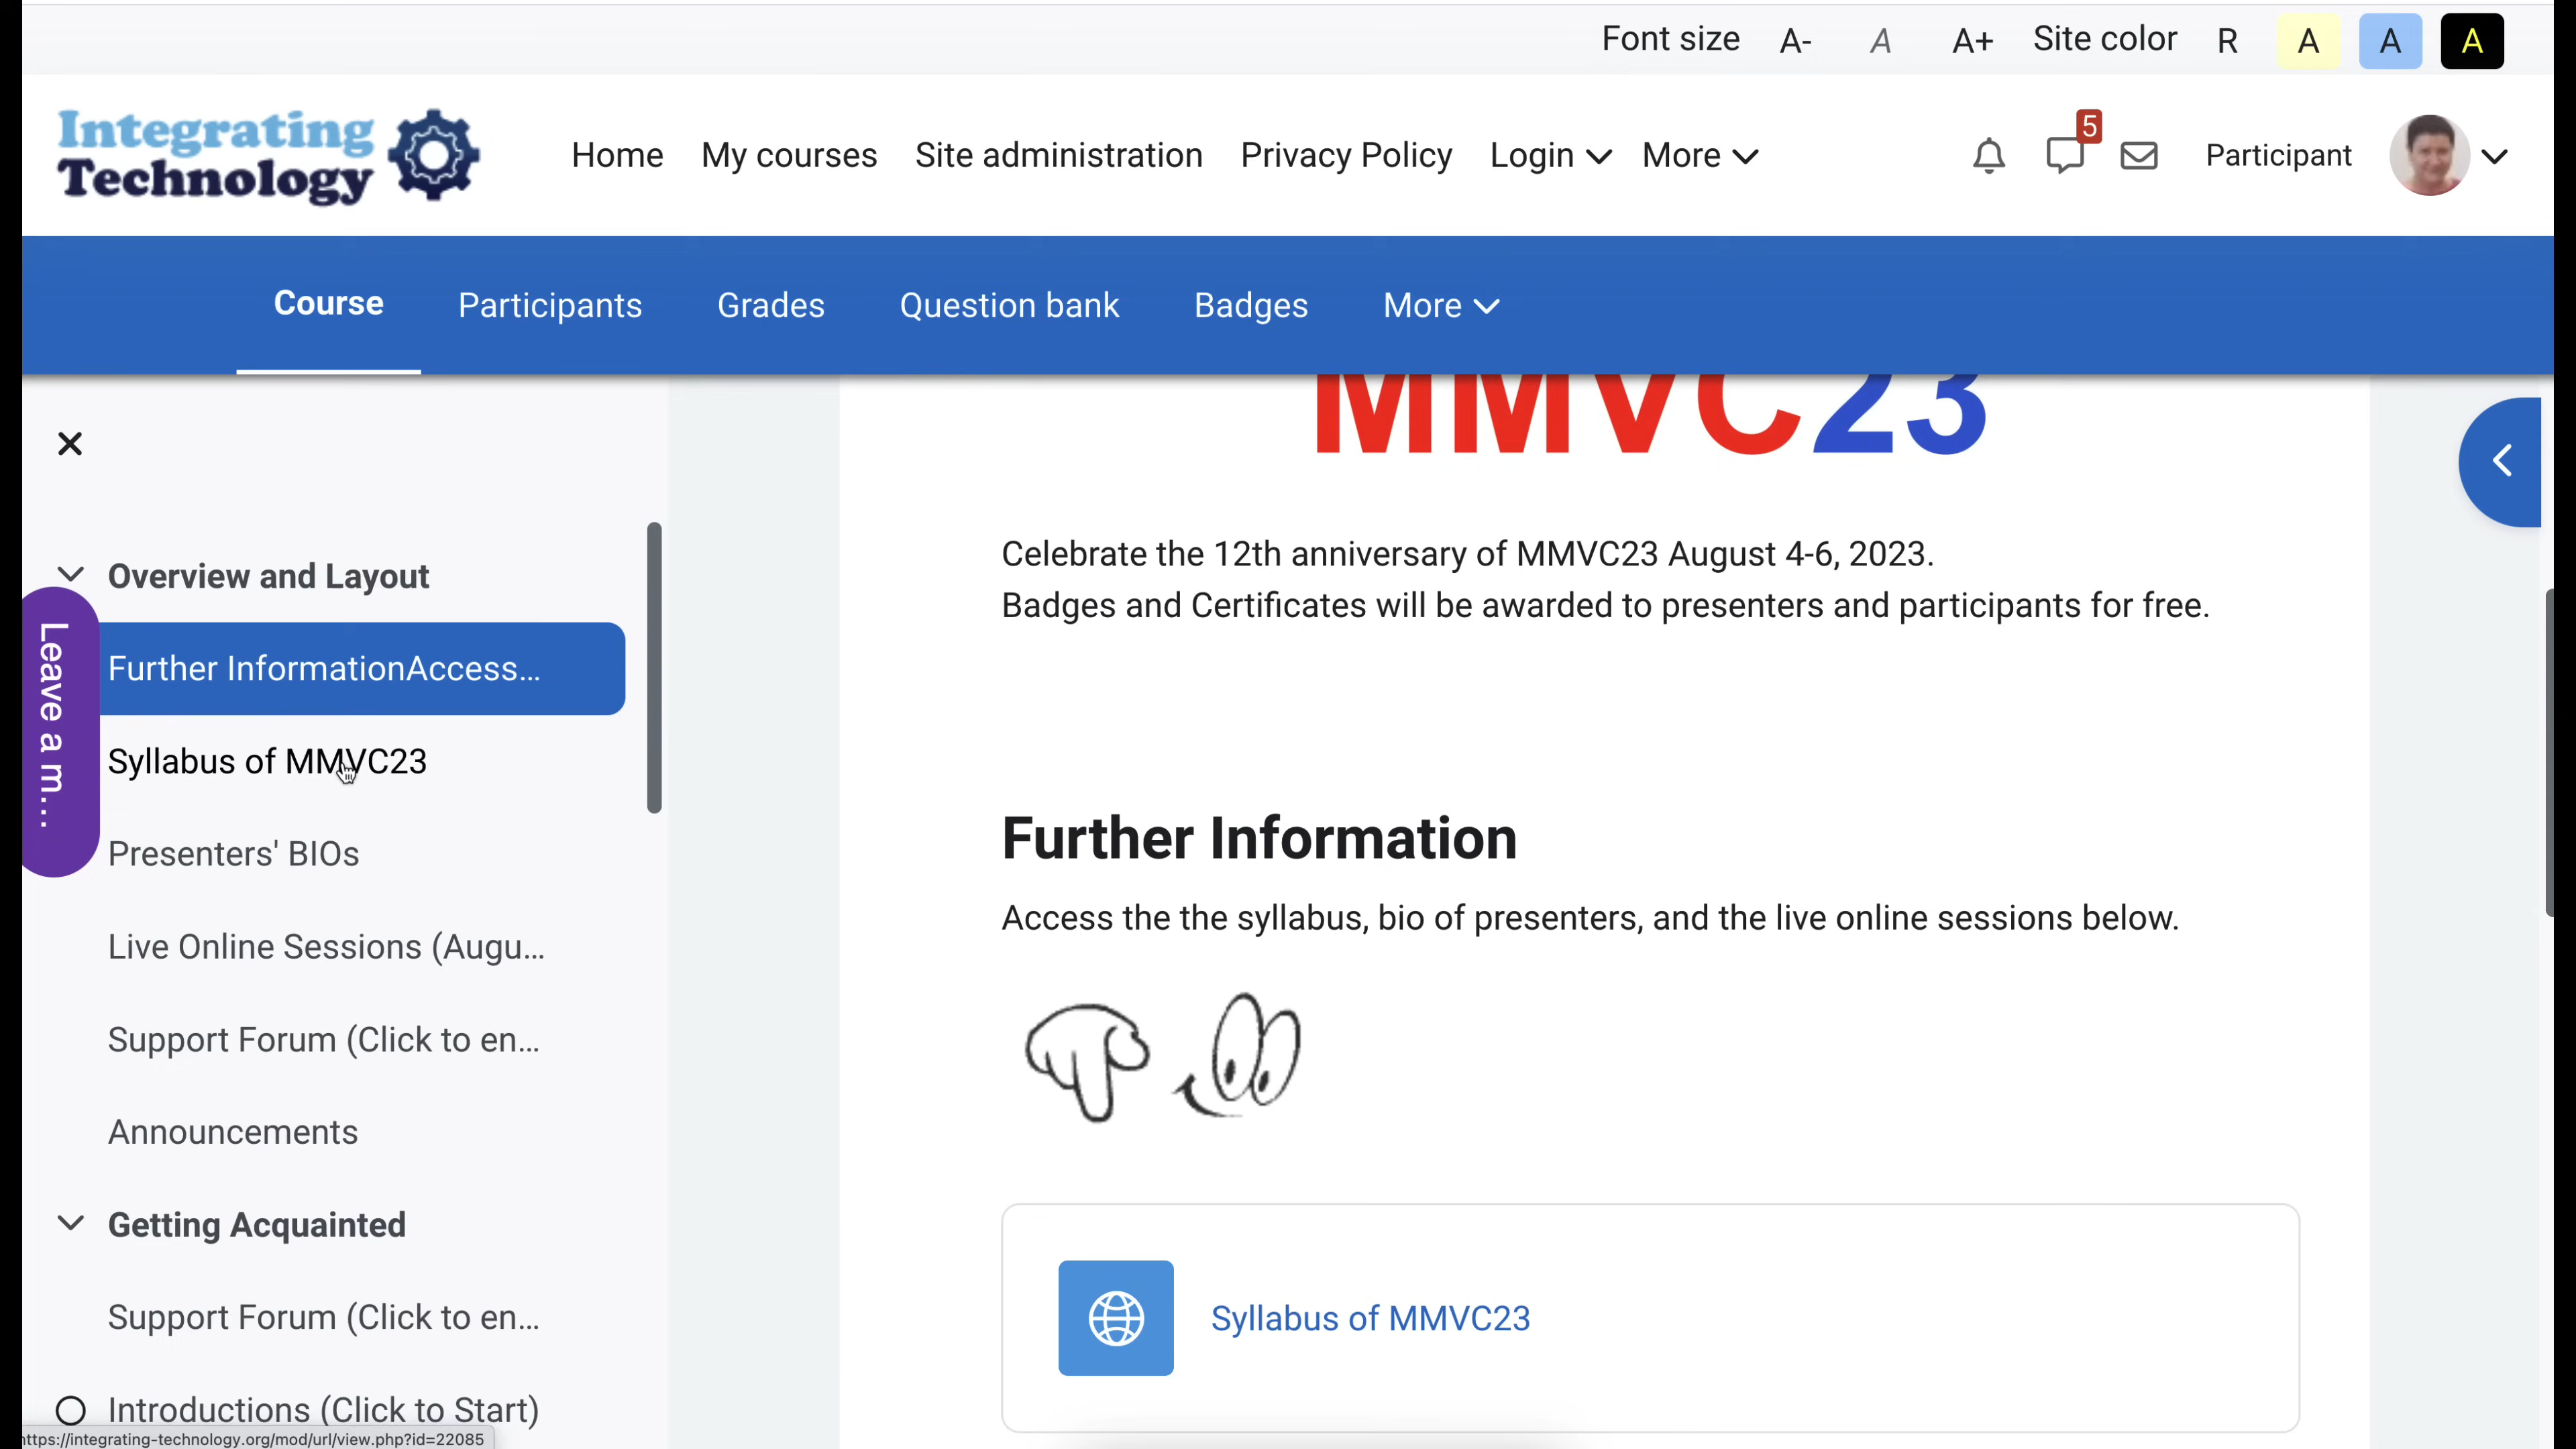 Font size A- A A+ Site color R A A A
Integrating
Technology
Home My courses Site administration Privacy Policy Login More
5
Participant
Course Participants Grades Question bank Badges More
MMVC23
Celebrate the 12th anniversary of MMVC23 August 4-6, 2023.
Badges and Certificates will be awarded to presenters and participants for free.
Overview and Layout
Further InformationAccess...
Syllabus of MMVC23
Presenters' BIOs
Live Online Sessions (Augu...
Support Forum (Click to en...
Announcements
Getting Acquainted
Support Forum (Click to en...
Introductions (Click to Start)
Leave a m...
Further Information
Access the the syllabus, bio of presenters, and the live online sessions below.
Syllabus of MMVC23
ttps://integrating-technology.org/mod/url/view.php?id=22085